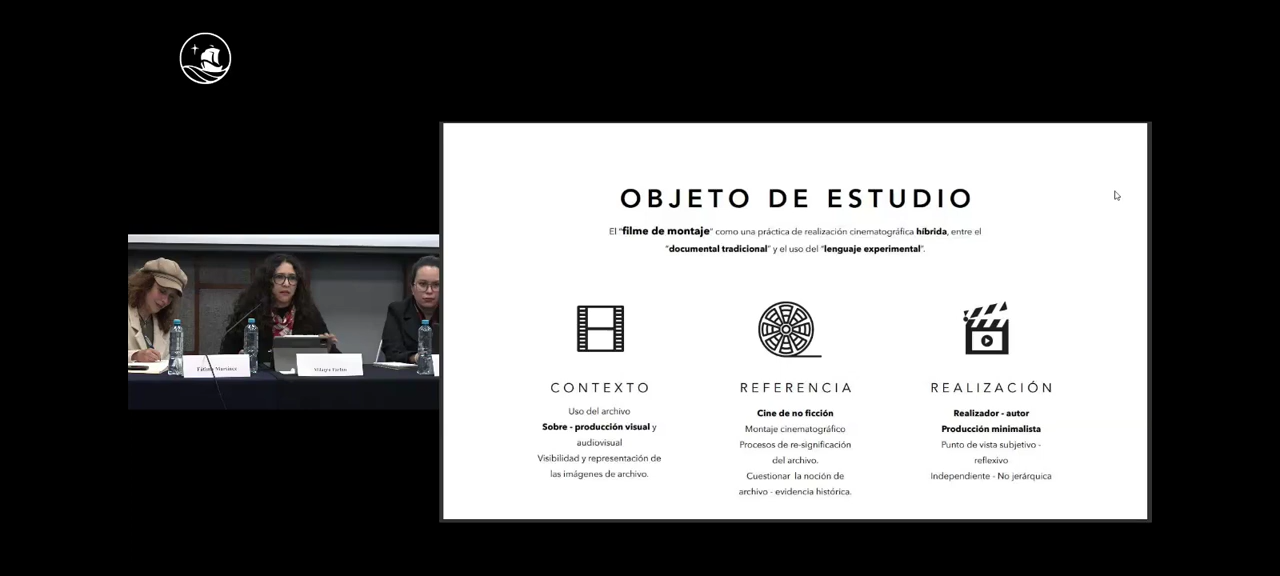 OBJETO DE ESTUDIO
El "filme de montaje" como una práctica de realización cinematográfica híbrida, entre el
"documental tradicional" y el uso del "lenguaje experimental".
CONTEXTO
Uso del archivo
Sobre - producción visual y
audiovisual
Visibilidad y representación de
las imágenes de archivo.
REFERENCIA
Cine de no ficción
Montaje cinematográfico
Procesos de re-significación
del archivo.
Cuestionar la noción de
archivo - evidencia histórica.
REALIZACIÓN
Realizador - autor
Producción minimalista
Punto de vista subjetivo -
reflexivo
Independiente - No jerárquica